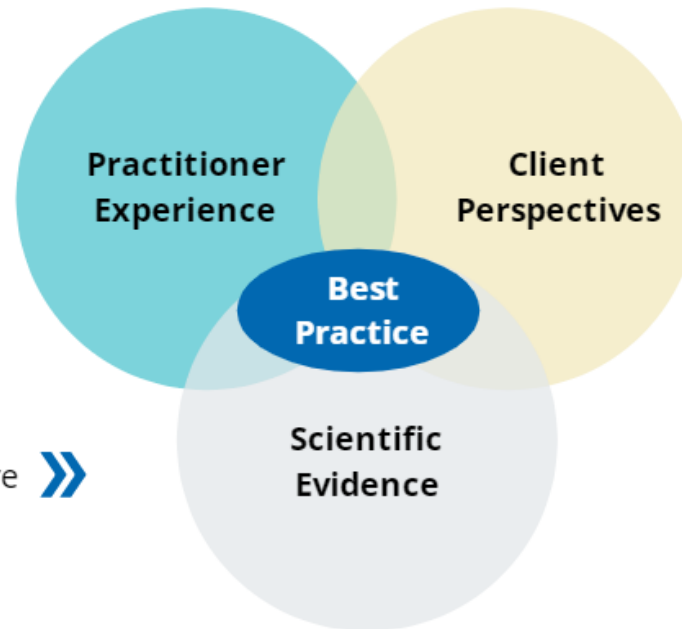 Practitioner
Experience
Client
Perspectives
Best
Practice
Scientific
Evidence